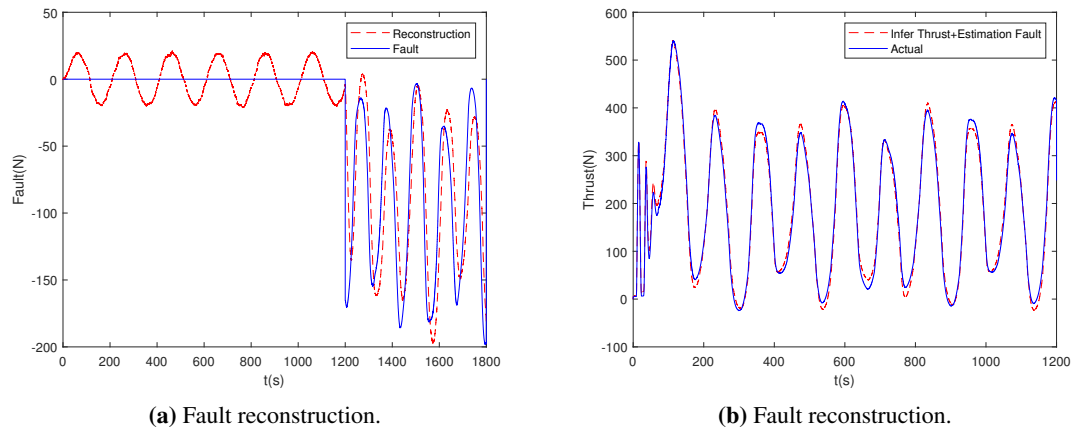 50
0
-50
-100
-150
-200
Fault(N)
0 200 400 600 800 1000 1200 1400 1600 1800
t(s)
Reconstruction
Fault
(a) Fault reconstruction.
600
500
400
300
200
100
0
-100
Thrust(N)
0 200 400 600 800 1000 1200
t(s)
Infer Thrust+Estimation Fault
Actual
(b) Fault reconstruction.